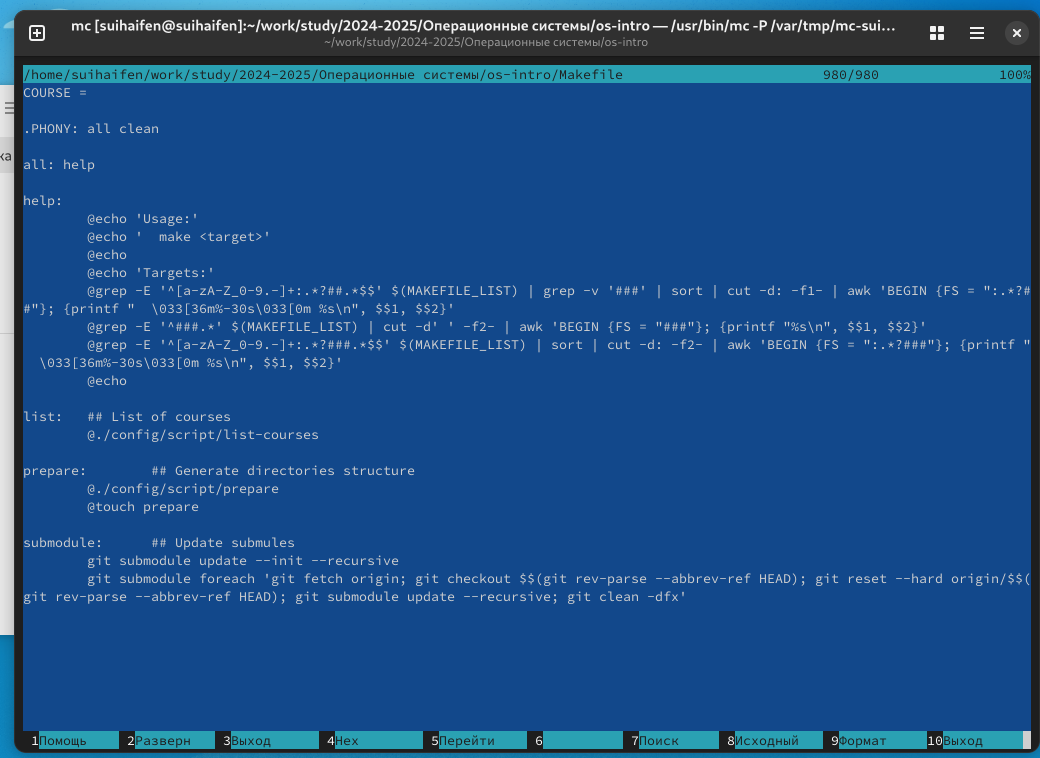 mc [suihaifen@suihaifen]:~/work/study/2024-2025/Операционные системы/os-intro — /usr/bin/mc -P /var/tmp/mc-sui…
~/work/study/2024-2025/Операционные системы/os-intro
/home/suihaifen/work/study/2024-2025/Операционные системы/os-intro/Makefile 980/980 100%
COURSE =
.PHONY: all clean
ка
all: help
help:
@echo 'Usage:'
@echo '  make <target>'
@echo
@echo 'Targets:'
@grep -E '^[a-zA-Z_0-9.-]+:.*?##.*$$' $(MAKEFILE_LIST) | grep -v '###' | sort | cut -d: -f1- | awk 'BEGIN {FS = ":.*?#
#"}; {printf "  \033[36m%-30s\033[0m %s\n", $$1, $$2}'
@grep -E '^###.*' $(MAKEFILE_LIST) | cut -d' ' -f2- | awk 'BEGIN {FS = "###"}; {printf "%s\n", $$1, $$2}'
@grep -E '^[a-zA-Z_0-9.-]+:.*?###.*$$' $(MAKEFILE_LIST) | sort | cut -d: -f2- | awk 'BEGIN {FS = ":.*?###"}; {printf "
\033[36m%-30s\033[0m %s\n", $$1, $$2}'
@echo
list:   ## List of courses
@./config/script/list-courses
prepare:        ## Generate directories structure
@./config/script/prepare
@touch prepare
submodule:      ## Update submules
git submodule update --init --recursive
git submodule foreach 'git fetch origin; git checkout $$(git rev-parse --abbrev-ref HEAD); git reset --hard origin/$$(
git rev-parse --abbrev-ref HEAD); git submodule update --recursive; git clean -dfx'
1Помощь 2Разверн 3Выход 4Hex 5Перейти 6 7Поиск 8Исходный 9Формат 10Выход